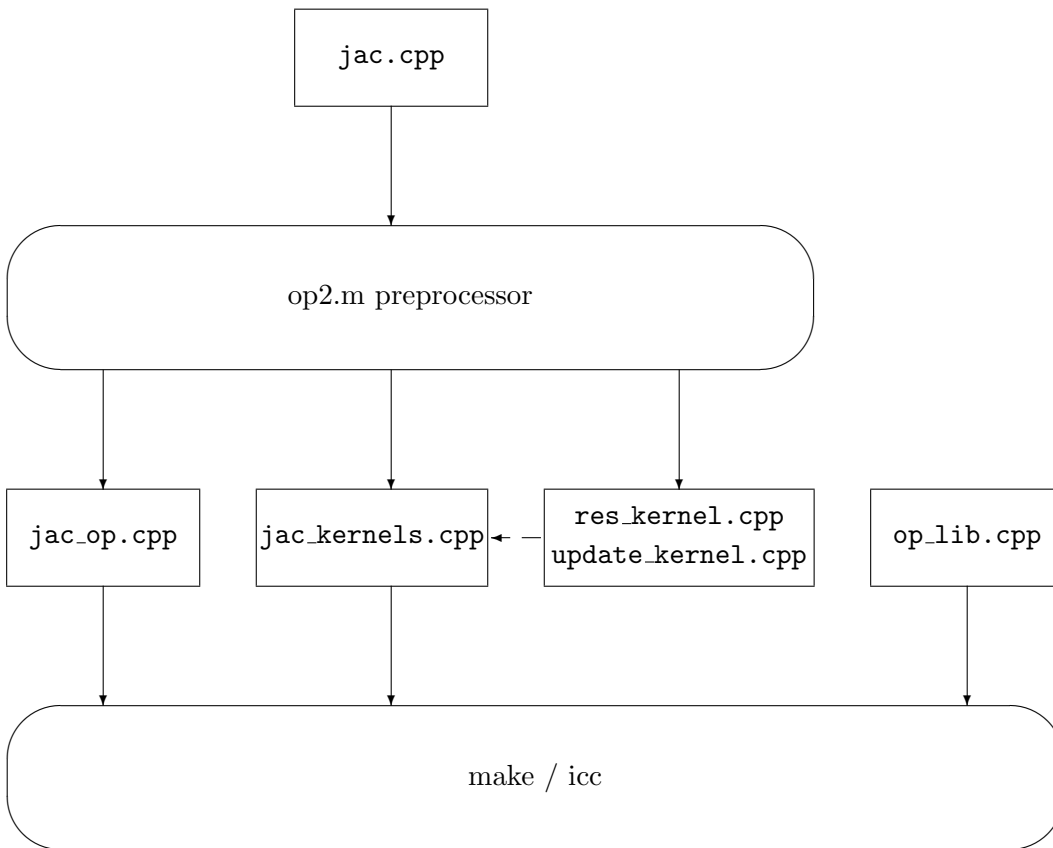 jac.cpp
op2.m preprocessor
jac_op.cpp
jac_kernels.cpp
res_kernel.cpp
update_kernel.cpp
op_lib.cpp
make / icc